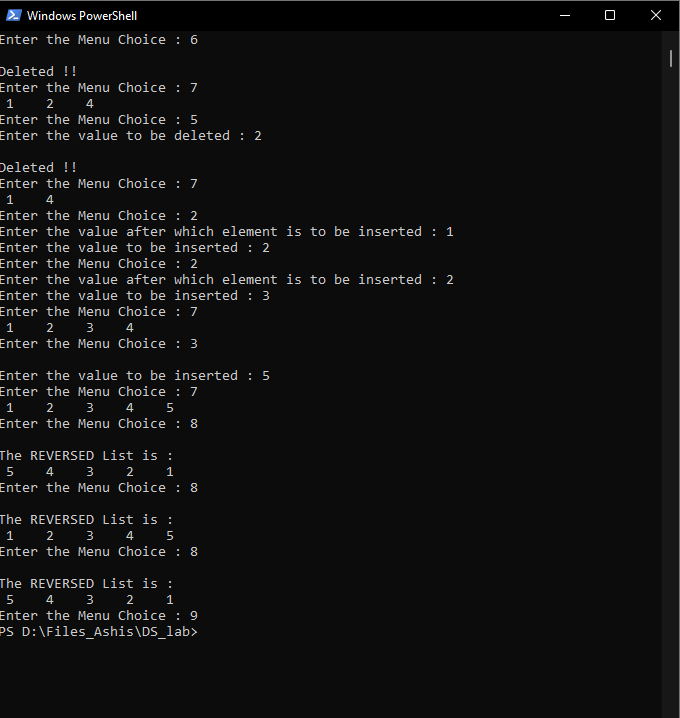 Windows PowerShell
Enter the Menu Choice : 6
Deleted !!
Enter the Menu Choice : 7
1 2 4
Enter the Menu Choice : 5
Enter the value to be deleted : 2
Deleted !!
Enter the Menu Choice : 7
1 4
Enter the Menu Choice : 2
Enter the value after which element is to be inserted : 1
Enter the value to be inserted : 2
Enter the Menu Choice : 2
Enter the value after which element is to be inserted : 2
Enter the value to be inserted : 3
Enter the Menu Choice : 7
1 2 3 4
Enter the Menu Choice : 3
Enter the value to be inserted : 5
Enter the Menu Choice : 7
1 2 3 4 5
Enter the Menu Choice : 8
The REVERSED List is :
5 4 3 2 1
Enter the Menu Choice : 8
The REVERSED List is :
1 2 3 4 5
Enter the Menu Choice : 8
The REVERSED List is :
5 4 3 2 1
Enter the Menu Choice : 9
PS D:\Files_Ashis\DS_lab>